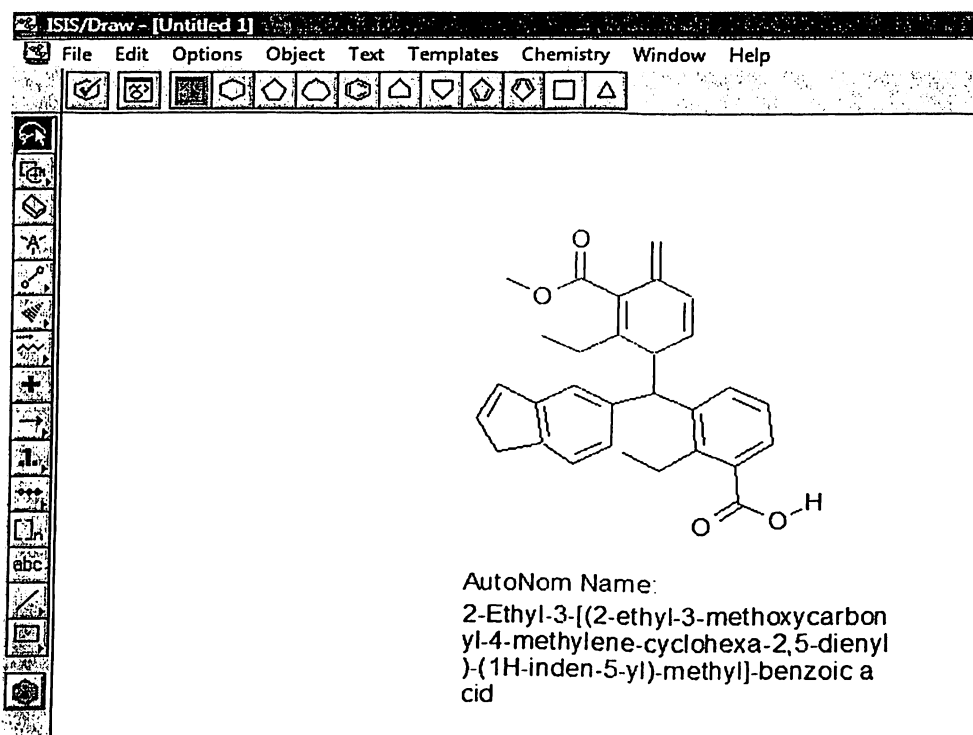 ISIS/Draw - [Untitled 1]
File Edit Options Object Text Templates Chemistry Window Help
A
abc
O
O
O
O
H
AutoNom Name:
2-Ethyl-3-[(2-ethyl-3-methoxycarbon
yl-4-methylene-cyclohexa-2,5-dienyl
)-(1H-inden-5-yl)-methyl]-benzoic a
cid